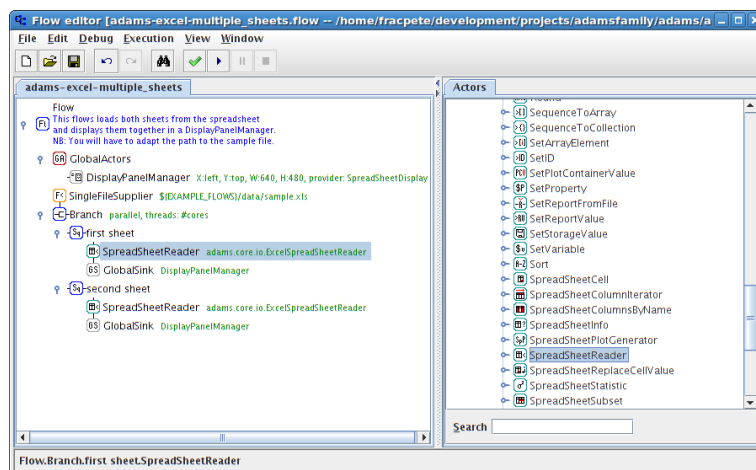 Flow editor [adams-excel-multiple_sheets.flow -- /home/fracpete/development/projects/adamsfamily/adams/a
File Edit Debug Execution View Window
adams-excel-multiple_sheets
Flow
This flows loads both sheets from the spreadsheet
and displays them together in a DisplayPanelManager.
NB: You will have to adapt the path to the sample file.
GlobalActors
DisplayPanelManager X:left, Y:top, W:640, H:480, provider: SpreadSheetDisplay
SingleFileSupplier ${EXAMPLE_FLOWS}/data/sample.xls
Branch parallel, threads: #cores
first sheet
SpreadSheetReader adams.core.io.ExcelSpreadSheetReader
GlobalSink DisplayPanelManager
second sheet
SpreadSheetReader adams.core.io.ExcelSpreadSheetReader
GlobalSink DisplayPanelManager
Actors
SequenceToArray
SequenceToCollection
SetArrayElement
SetID
SetPlotContainerValue
SetProperty
SetReportFromFile
SetReportValue
SetStorageValue
SetVariable
Sort
SpreadSheetCell
SpreadSheetColumnIterator
SpreadSheetColumnsByName
SpreadSheetInfo
SpreadSheetPlotGenerator
SpreadSheetReader
SpreadSheetReplaceCellValue
SpreadSheetStatistic
SpreadSheetSubset
Search
Flow.Branch.first sheet.SpreadSheetReader